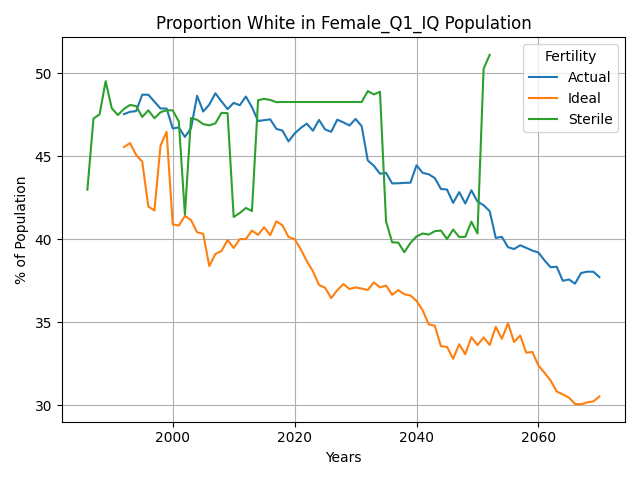 Proportion White in Female_Q1_IQ Population
Fertility
Actual
Ideal
Sterile
% of Population
50
45
40
35
30
2000
2020
2040
2060
Years